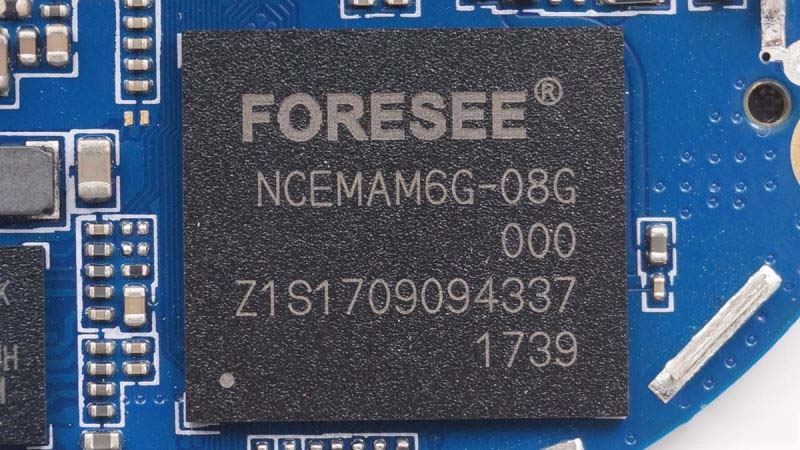 FORESEE®
NCEMAM6G-08G
000
Z1S1709094337
1739